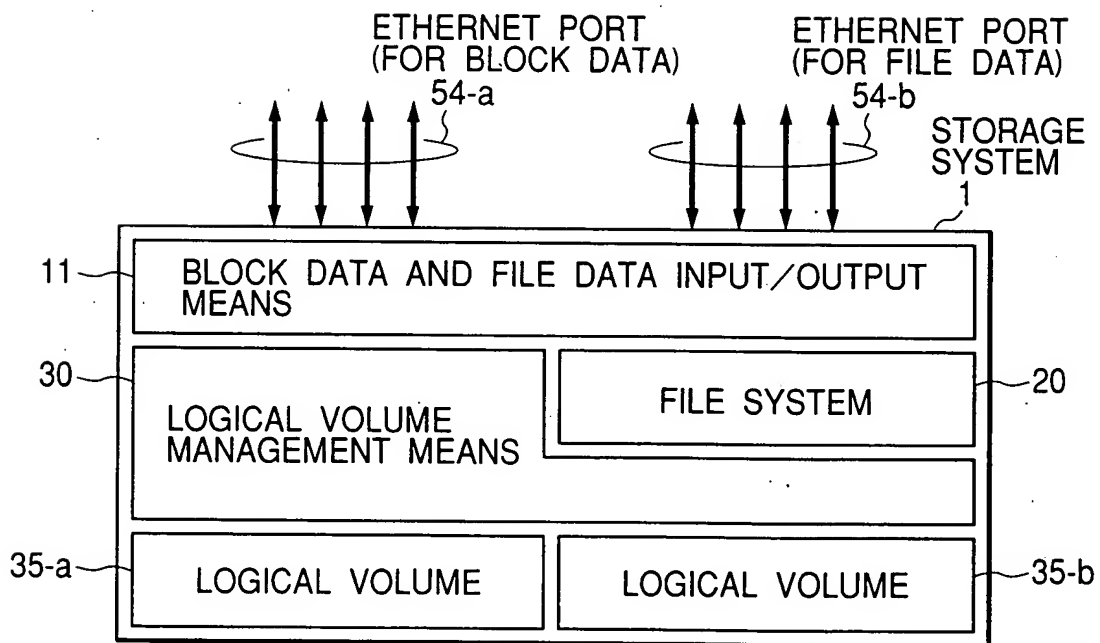 ETHERNET PORT
(FOR BLOCK DATA)
54-a
ETHERNET PORT
(FOR FILE DATA)
54-b
STORAGE
SYSTEM
1
11
BLOCK DATA AND FILE DATA INPUT/OUTPUT
MEANS
30
LOGICAL VOLUME
MANAGEMENT MEANS
FILE SYSTEM
20
35-a
LOGICAL VOLUME
LOGICAL VOLUME
35-b